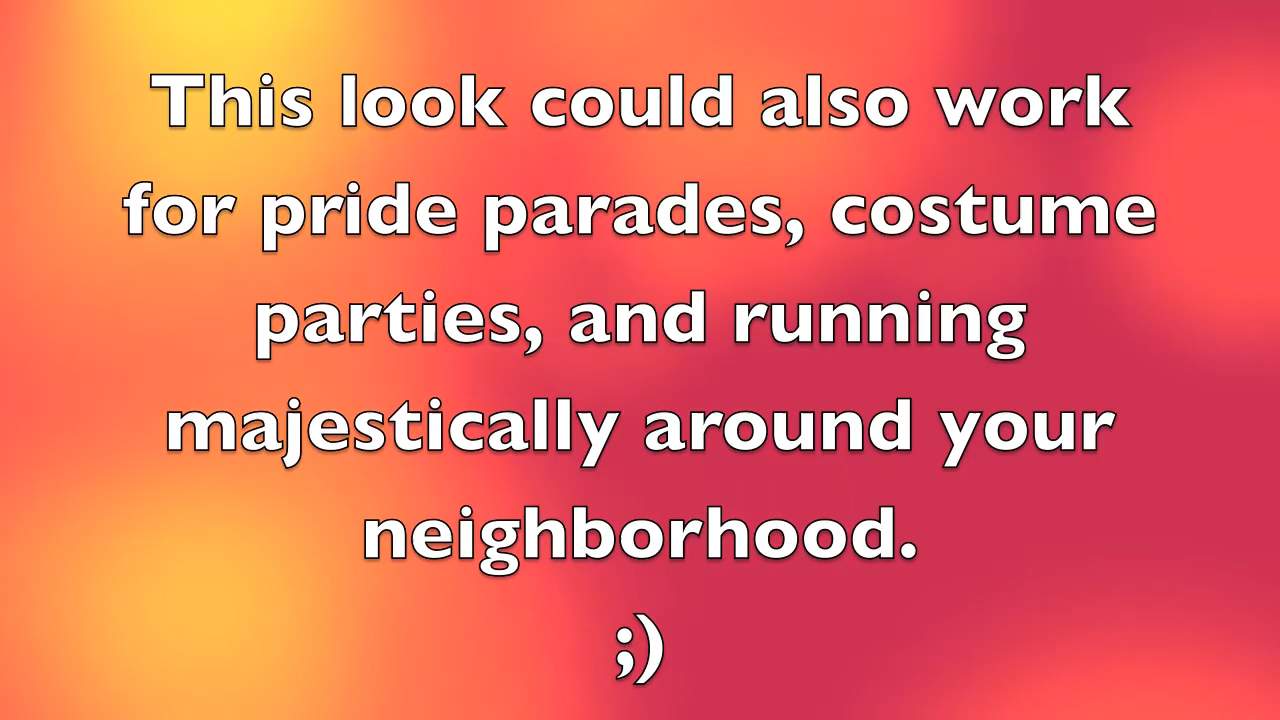 This look could also work
for pride parades, costume
parties, and running
majestically around your
neighborhood.
;)